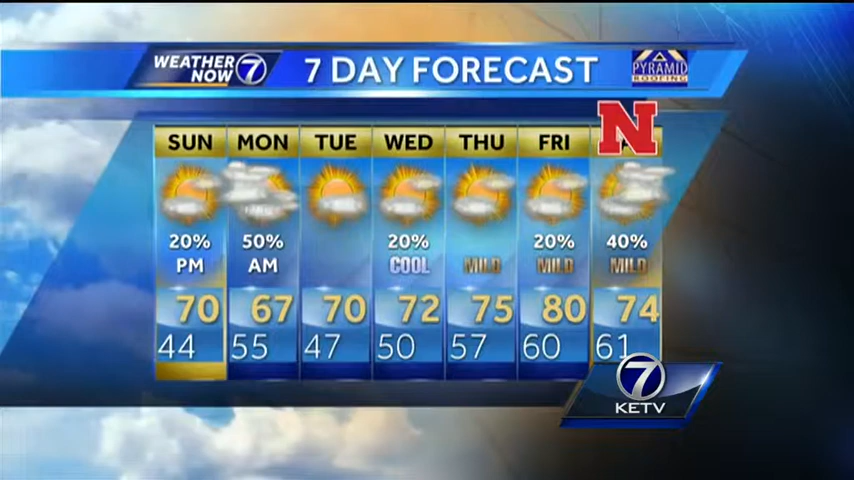 WEATHER NOW 7
7 DAY FORECAST
PYRAMID
ROOFING
N
SUN MON TUE WED THU FRI
20% 50% 20% 20% 40%
PM AM COOL MILD MILD MILD
70 67 70 72 75 80 74
44 55 47 50 57 60 61
7
KETV